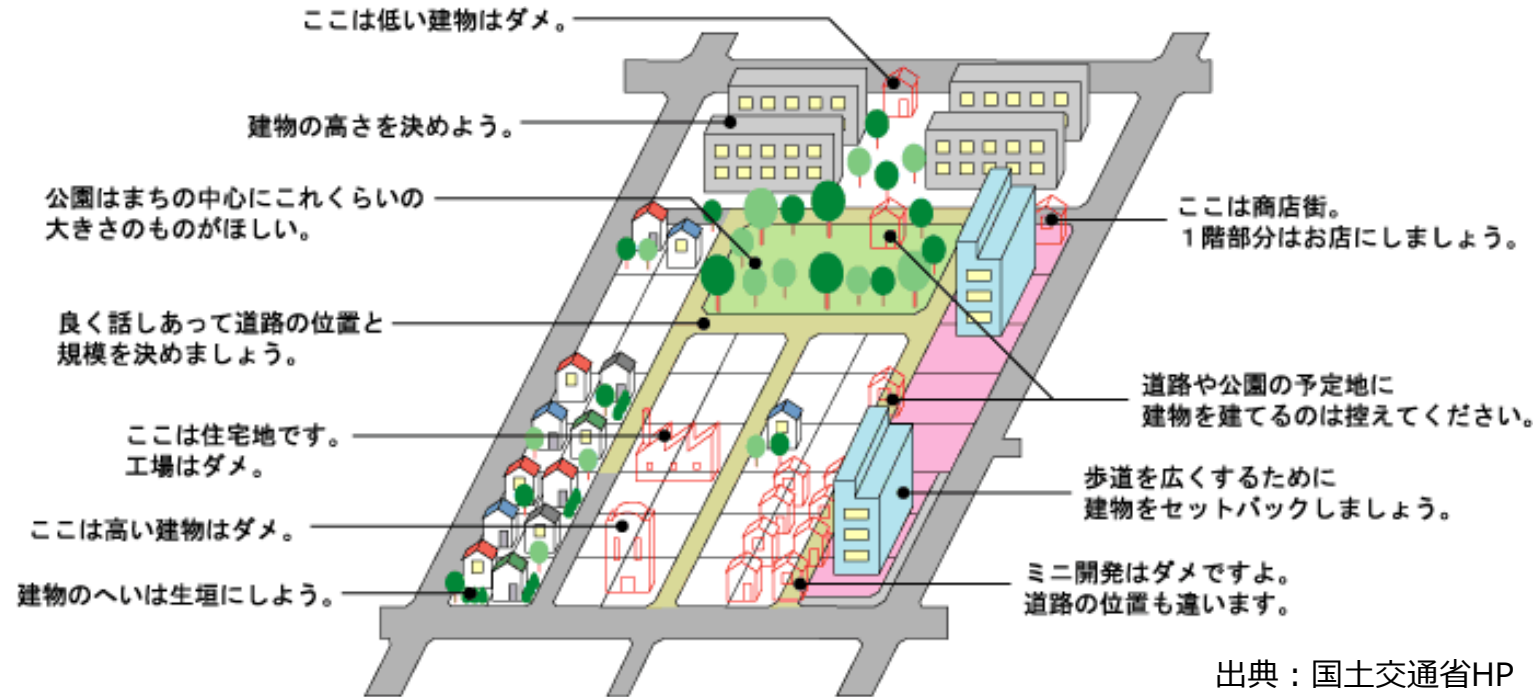 ここは低い建物はダメ。
建物の高さを決めよう。
公園はまちの中心にこれくらいの
大きさのものがほしい。
ここは商店街。
１階部分はお店にしましょう。
良く話しあって道路の位置と
規模を決めましょう。
道路や公園の予定地に
建物を建てるのは控えてください。
ここは住宅地です。
工場はダメ。
歩道を広くするために
建物をセットバックしましょう。
ここは高い建物はダメ。
ミニ開発はダメですよ。
道路の位置も違います。
建物のへいは生垣にしよう。
出典：国土交通省HP